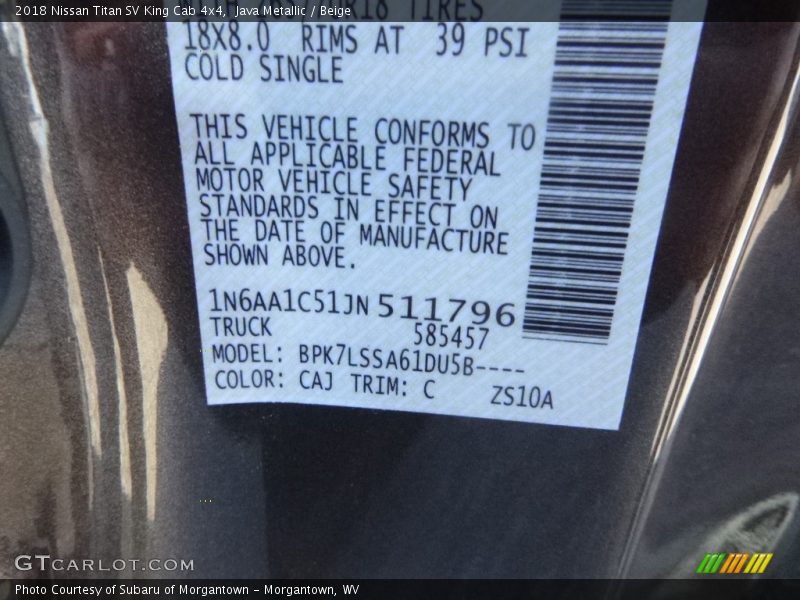 2018 Nissan Titan SV King Cab 4x4, Java Metallic / Beige
TIRES
18X8.0 RIMS AT 39 PSI
COLD SINGLE
THIS VEHICLE CONFORMS TO
ALL APPLICABLE FEDERAL
MOTOR VEHICLE SAFETY
STANDARDS IN EFFECT ON
THE DATE OF MANUFACTURE
SHOWN ABOVE.
1N6AA1C51JN511796
TRUCK 585457
MODEL: BPK7LSSA61DU5B----
COLOR: CAJ TRIM: C ZS10A
GTCARLOT.COM
Photo Courtesy of Subaru of Morgantown - Morgantown, WV